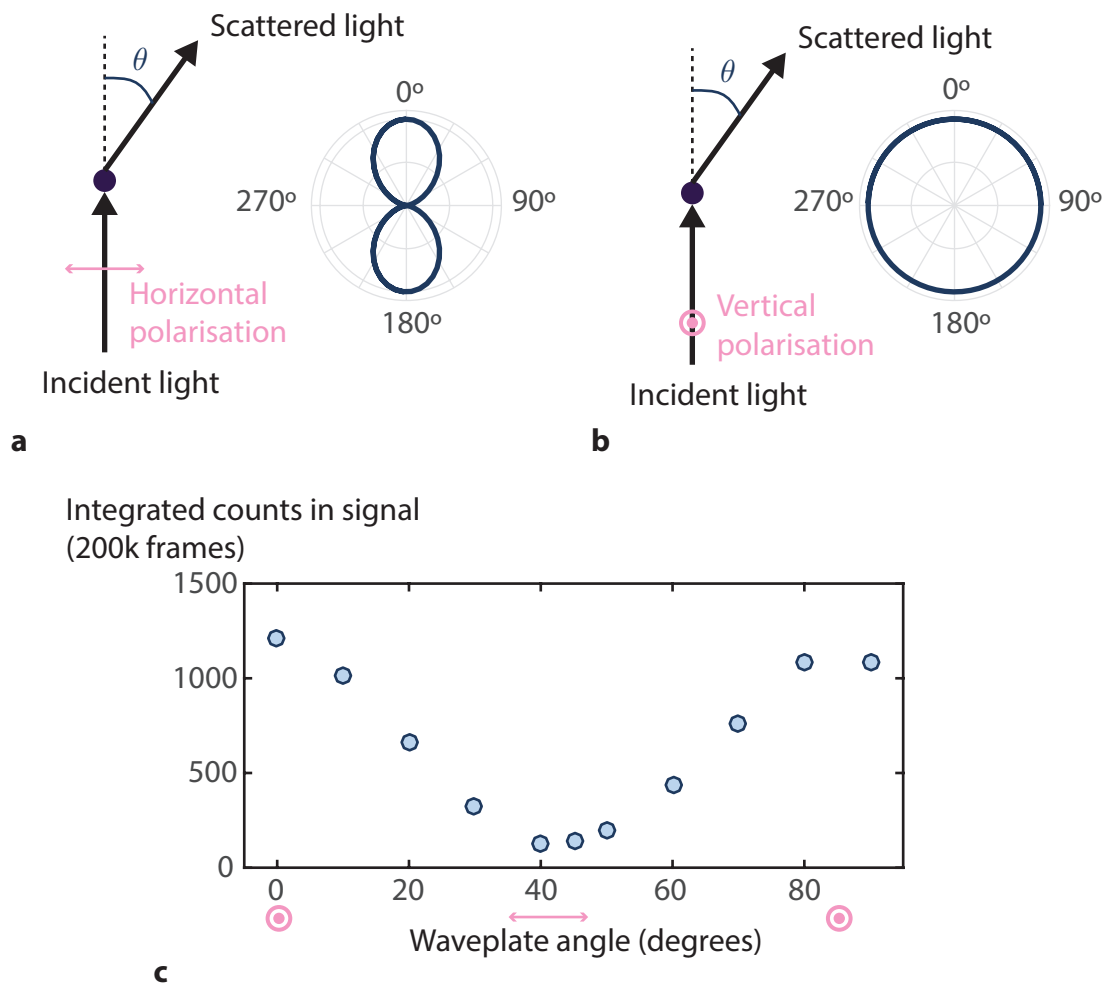 Scattered light
θ
0º
270º
90º
180º
Horizontal
polarisation
Incident light
a
Scattered light
θ
0º
270º
90º
180º
Vertical
polarisation
Incident light
b
Integrated counts in signal
(200k frames)
1500
1000
500
0
0 20 40 60 80
Waveplate angle (degrees)
c